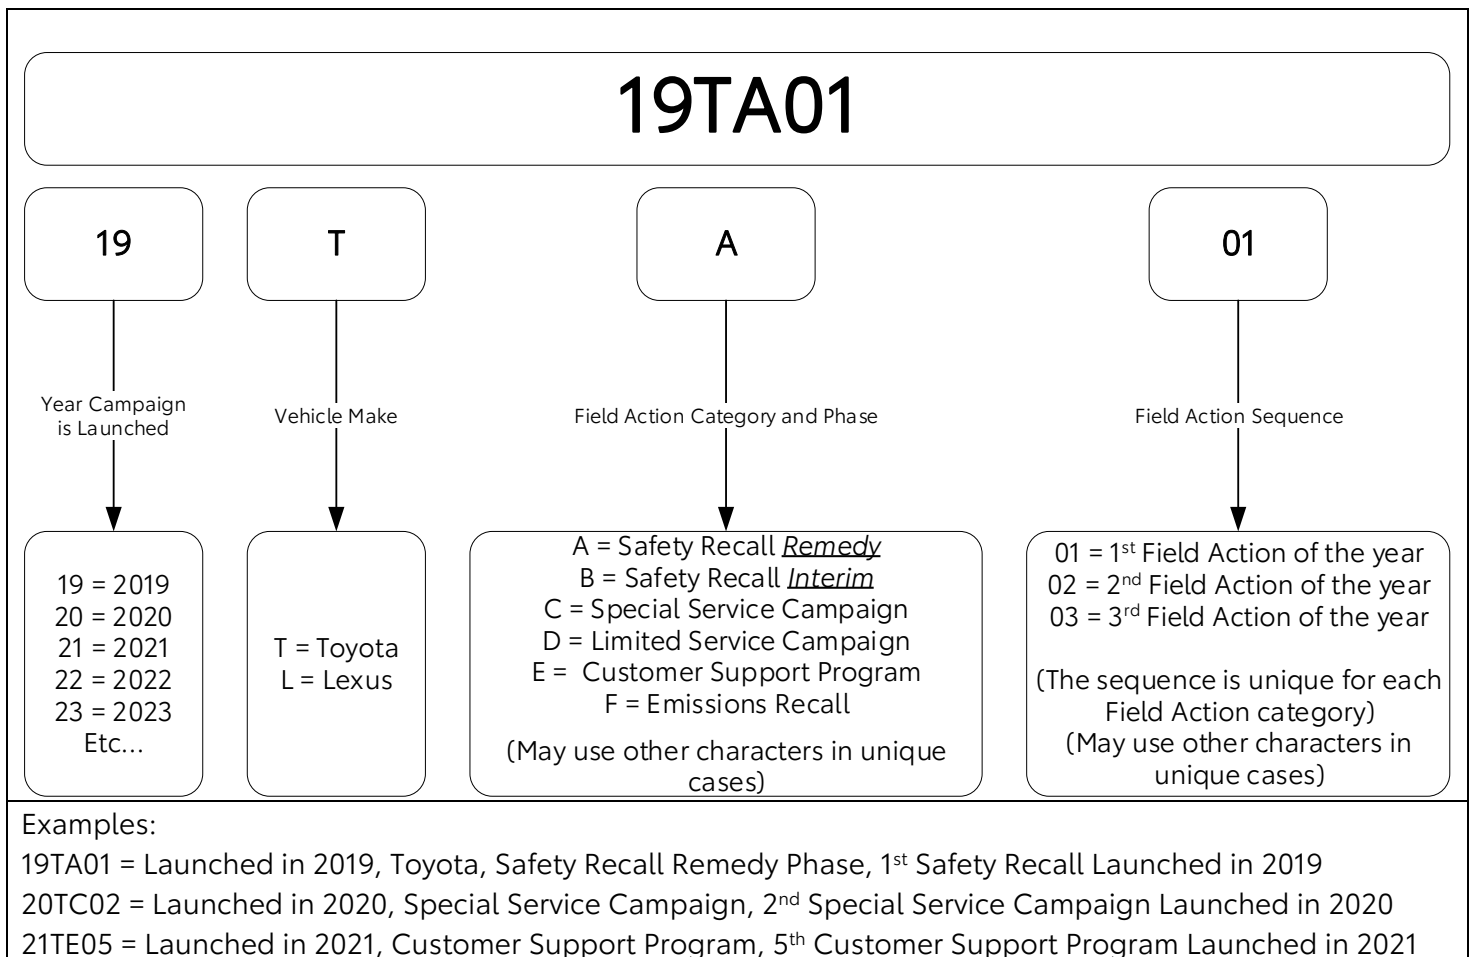 19TA01
19
T
A
01
Year Campaign
is Launched
Vehicle Make
Field Action Category and Phase
Field Action Sequence
19 = 2019
20 = 2020
21 = 2021
22 = 2022
23 = 2023
Etc...
T = Toyota
L = Lexus
A = Safety Recall Remedy
B = Safety Recall Interim
C = Special Service Campaign
D = Limited Service Campaign
E =  Customer Support Program
F = Emissions Recall
(May use other characters in unique
cases)
01 = 1st Field Action of the year
02 = 2nd Field Action of the year
03 = 3rd Field Action of the year
(The sequence is unique for each
Field Action category)
(May use other characters in
unique cases)
Examples:
19TA01 = Launched in 2019, Toyota, Safety Recall Remedy Phase, 1st Safety Recall Launched in 2019
20TC02 = Launched in 2020, Special Service Campaign, 2nd Special Service Campaign Launched in 2020
21TE05 = Launched in 2021, Customer Support Program, 5th Customer Support Program Launched in 2021